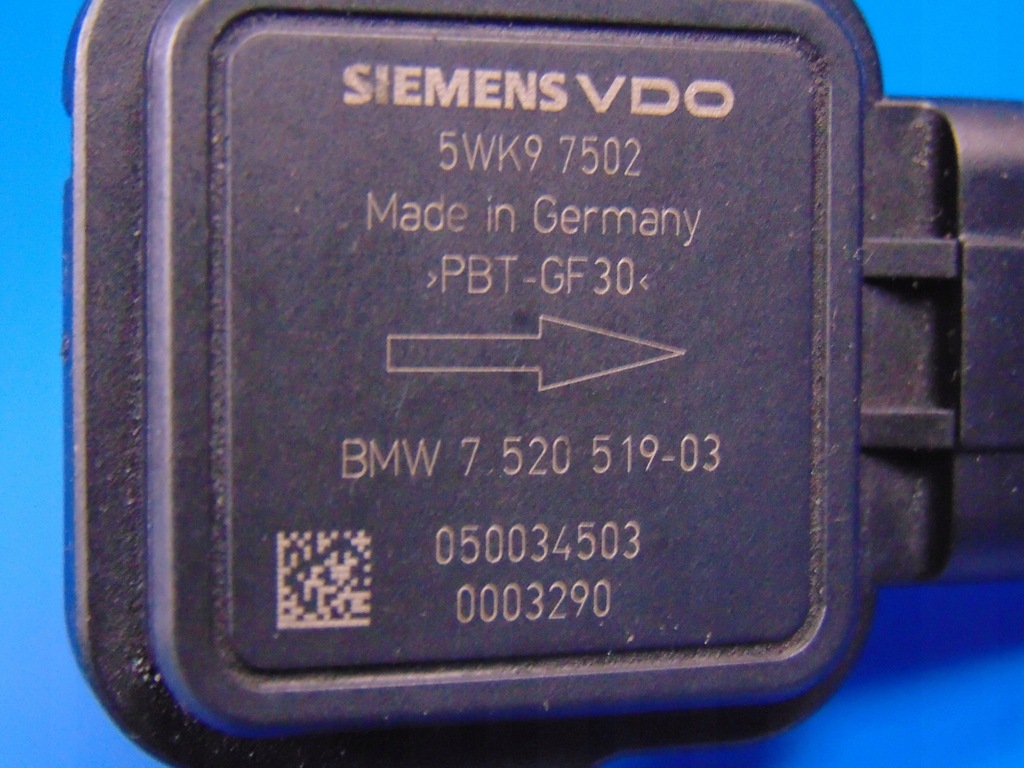 SIEMENS VDO
5WK9 7502
Made in Germany
>PBT-GF30<
BMW 7.520 519-03
050034503
0003290